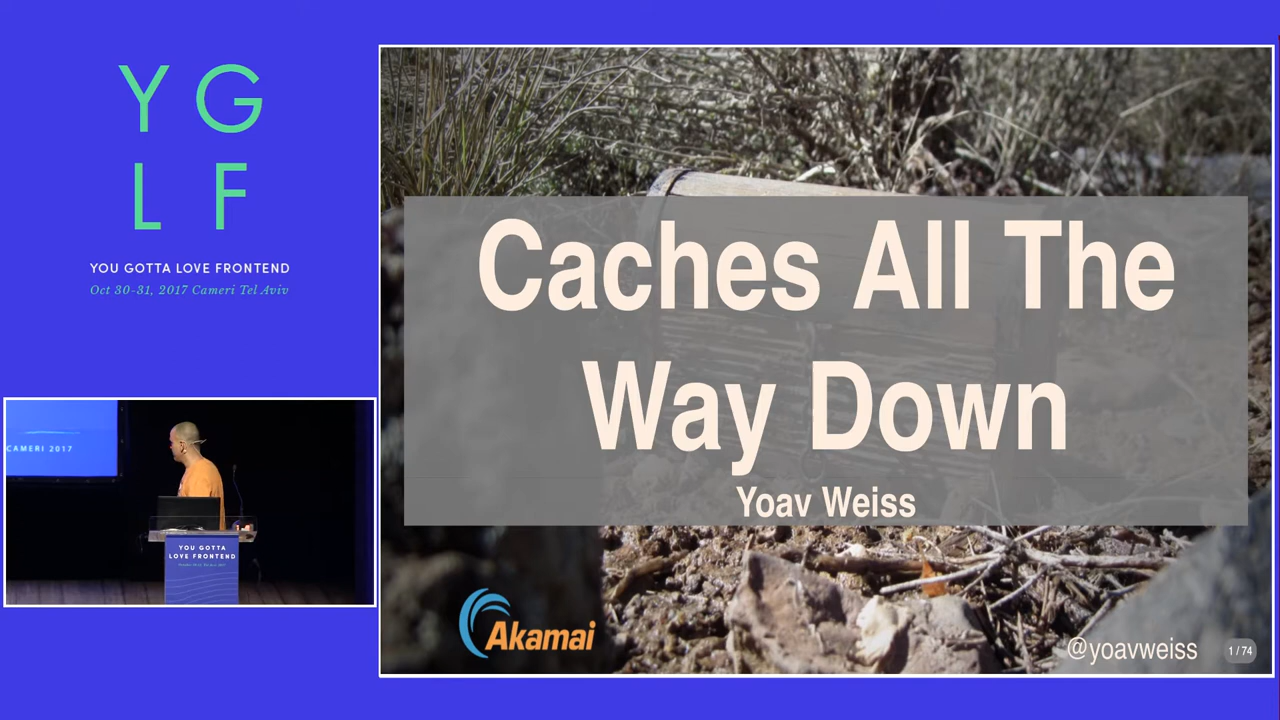 Y G
L F
YOU GOTTA LOVE FRONTEND
Oct 30-31, 2017 Cameri Tel Aviv
CAMERI 2017
YOU GOTTA
LOVE FRONTEND
Caches All The
Way Down
Yoav Weiss
Akamai
@yoavweiss
1 / 74